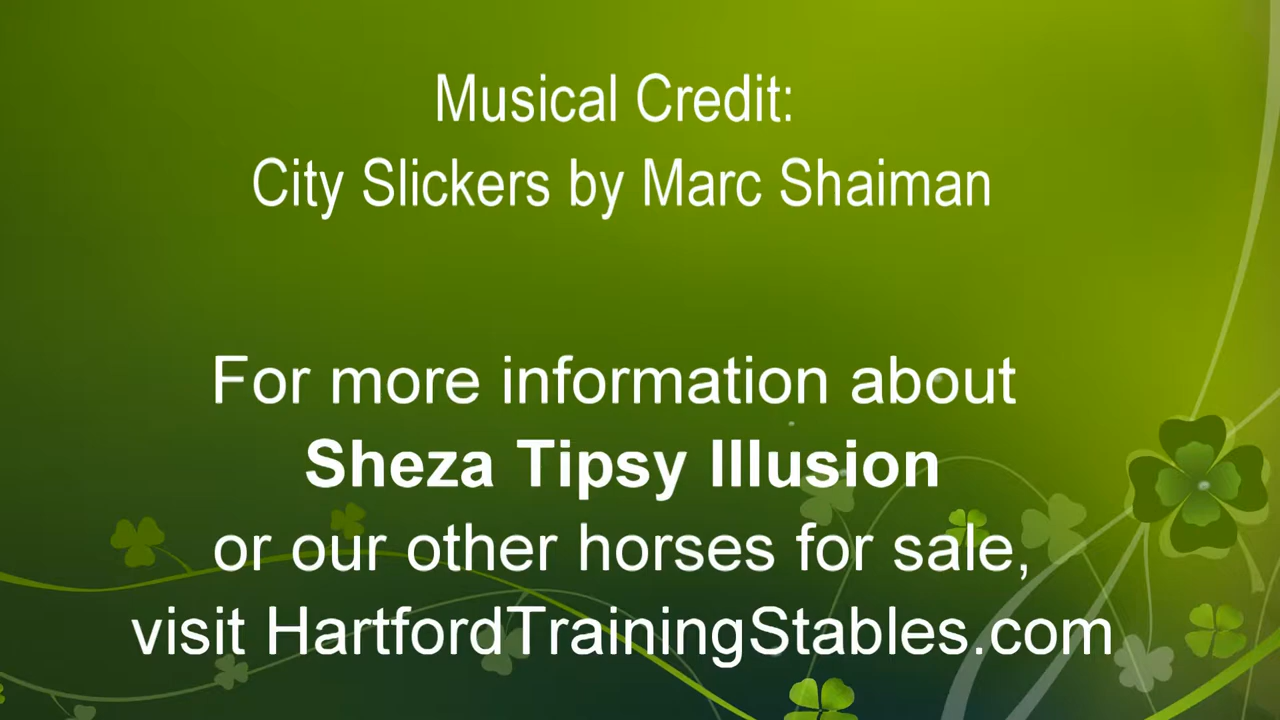 Musical Credit:
City Slickers by Marc Shaiman
For more information about
Sheza Tipsy Illusion
or our other horses for sale,
visit HartfordTrainingStables.com